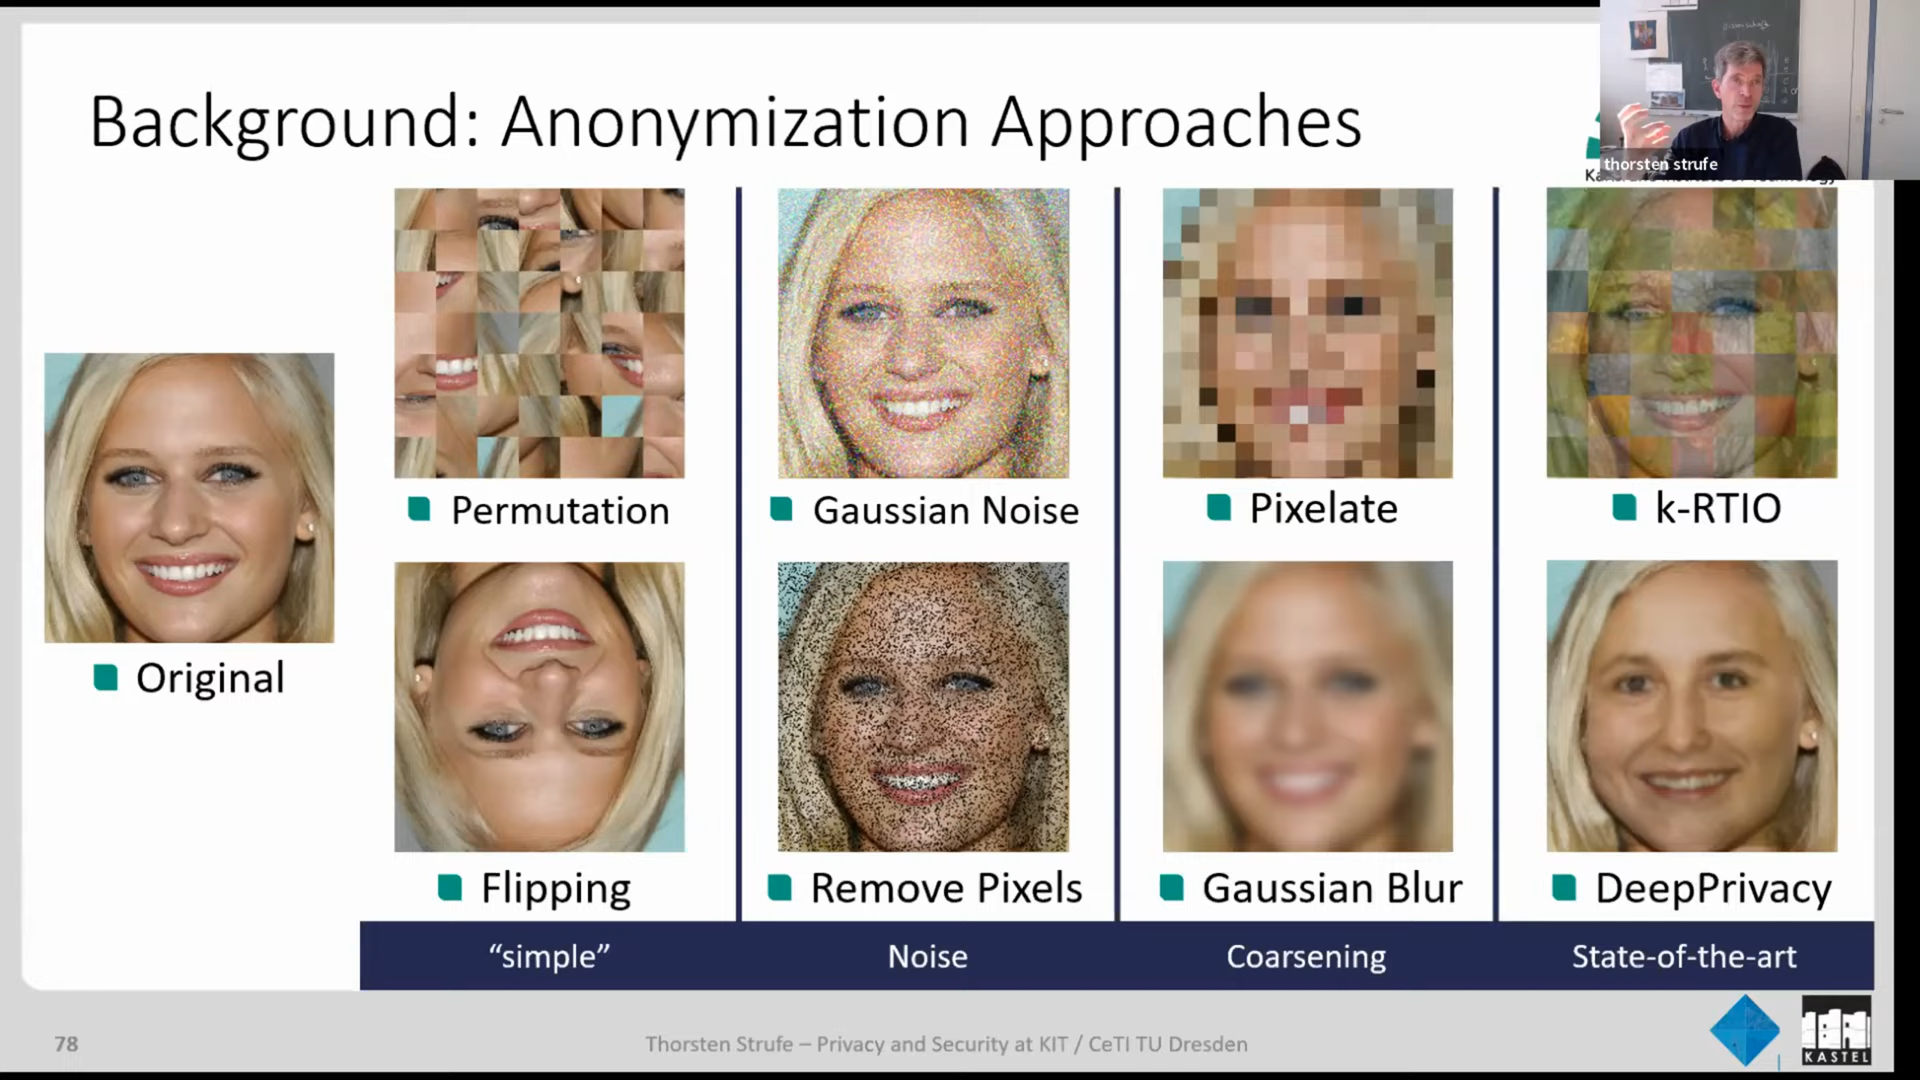 Background: Anonymization Approaches
thorsten strufe
Original
Permutation
Gaussian Noise
Pixelate
k-RTIO
Flipping
Remove Pixels
Gaussian Blur
DeepPrivacy
“simple”
Noise
Coarsening
State-of-the-art
78
Thorsten Strufe – Privacy and Security at KIT / CeTI TU Dresden
KASTEL